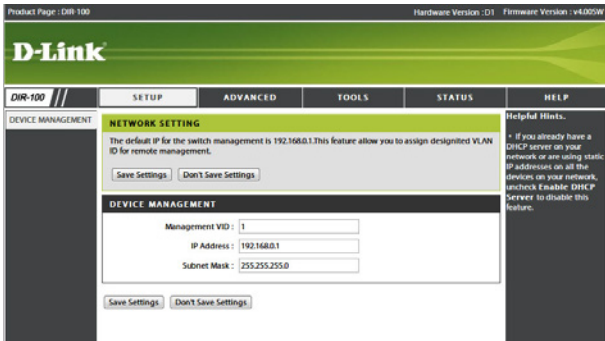 Product Page : DIR-100
Hardware Version : D1 Firmware Version : v4.00SW
D-Link
DIR-100
SETUP
ADVANCED
TOOLS
STATUS
HELP
DEVICE MANAGEMENT
NETWORK SETTING
The default IP for the switch management is 192.168.0.1.This feature allow you to assign designited VLAN
ID for remote management.
Save Settings
Don't Save Settings
DEVICE MANAGEMENT
Management VID : 1
IP Address : 192.168.0.1
Subnet Mask : 255.255.255.0
Save Settings
Don't Save Settings
Helpful Hints.
• If you already have a
DHCP server on your
network or are using static
IP addresses on all the
devices on your network,
uncheck Enable DHCP
Server to disable this
feature.